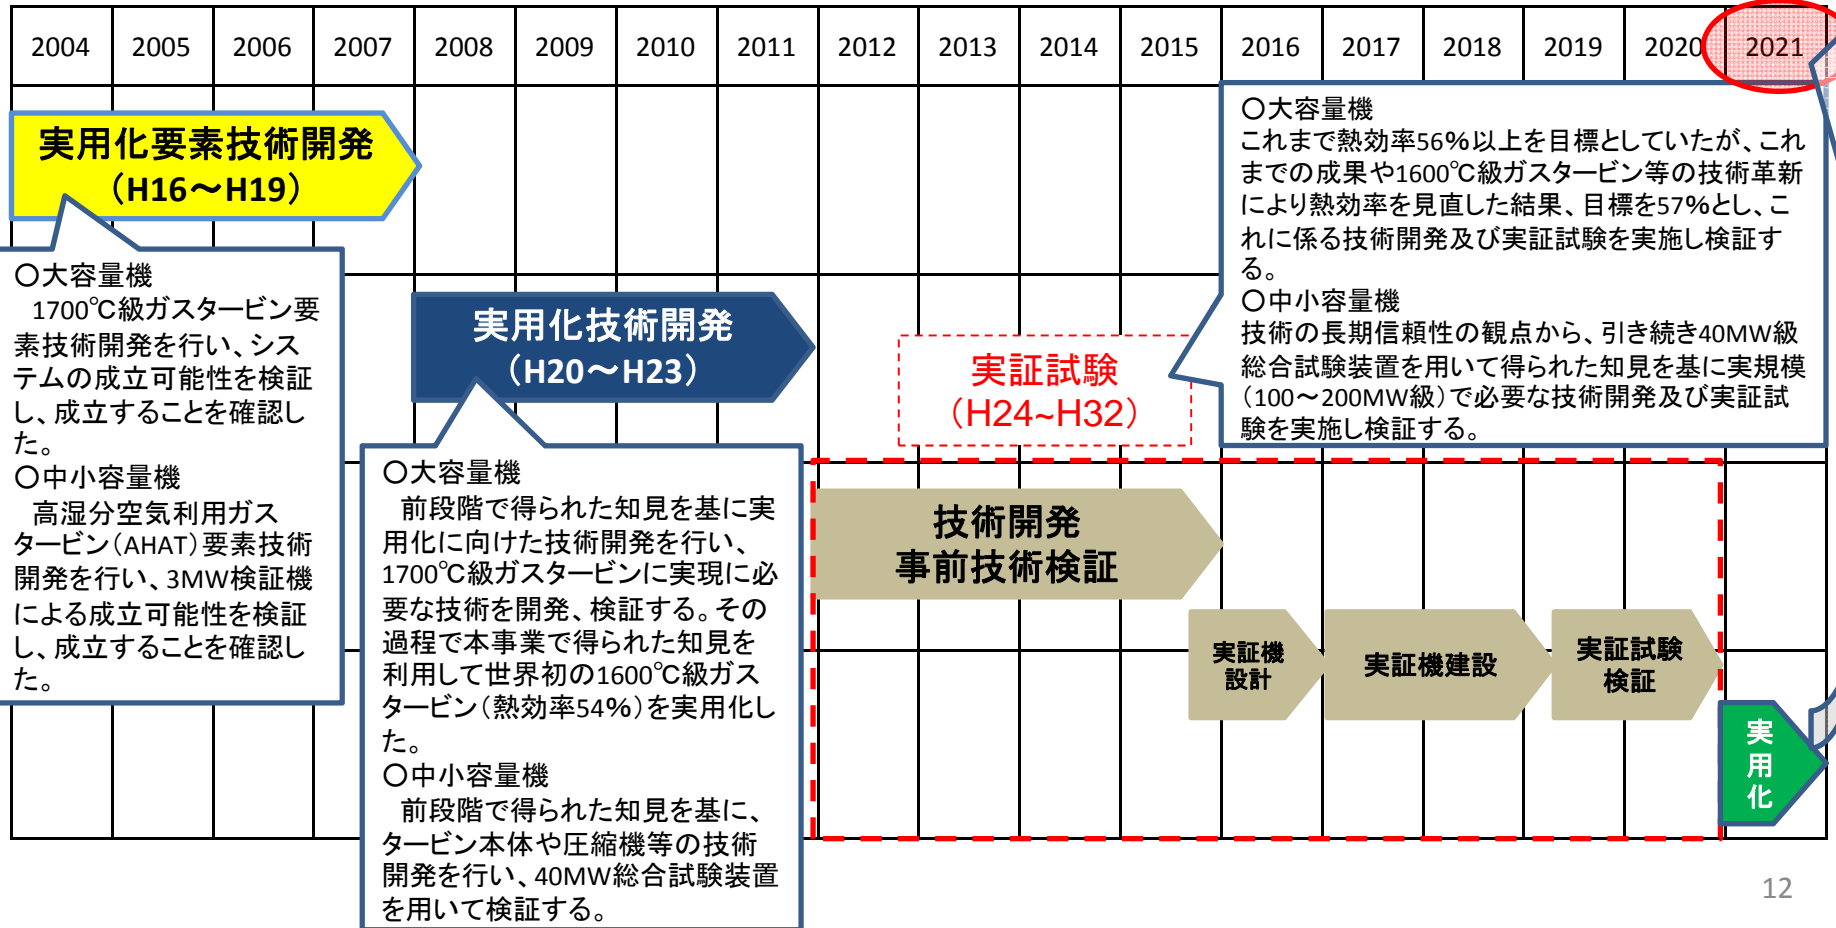 2004 2005 2006 2007 2008 2009 2010 2011 2012 2013 2014 2015 2016 2017 2018 2019 2020 2021
実用化要素技術開発
（H16～H19）
○大容量機
1700℃級ガスタービン要
素技術開発を行い、シス
テムの成立可能性を検証
し、成立することを確認し
た。
○中小容量機
高湿分空気利用ガス
タービン（AHAT）要素技術
開発を行い、3MW検証機
による成立可能性を検証
し、成立することを確認し
た。
実用化技術開発
（H20～H23）
○大容量機
前段階で得られた知見を基に実
用化に向けた技術開発を行い、
1700℃級ガスタービンに実現に必
要な技術を開発、検証する。その
過程で本事業で得られた知見を
利用して世界初の1600℃級ガス
タービン（熱効率54%）を実用化し
た。
○中小容量機
前段階で得られた知見を基に、
タービン本体や圧縮機等の技術
開発を行い、40MW総合試験装置
を用いて検証する。
実証試験
（H24~H32）
○大容量機
これまで熱効率56%以上を目標としていたが、これ
までの成果や1600℃級ガスタービン等の技術革新
により熱効率を見直した結果、目標を57%とし、こ
れに係る技術開発及び実証試験を実施し検証す
る。
○中小容量機
技術の長期信頼性の観点から、引き続き40MW級
総合試験装置を用いて得られた知見を基に実規模
（100～200MW級）で必要な技術開発及び実証試
験を実施し検証する。
技術開発
事前技術検証
実証機
設計
実証機建設
実証試験
検証
実
用
化
12